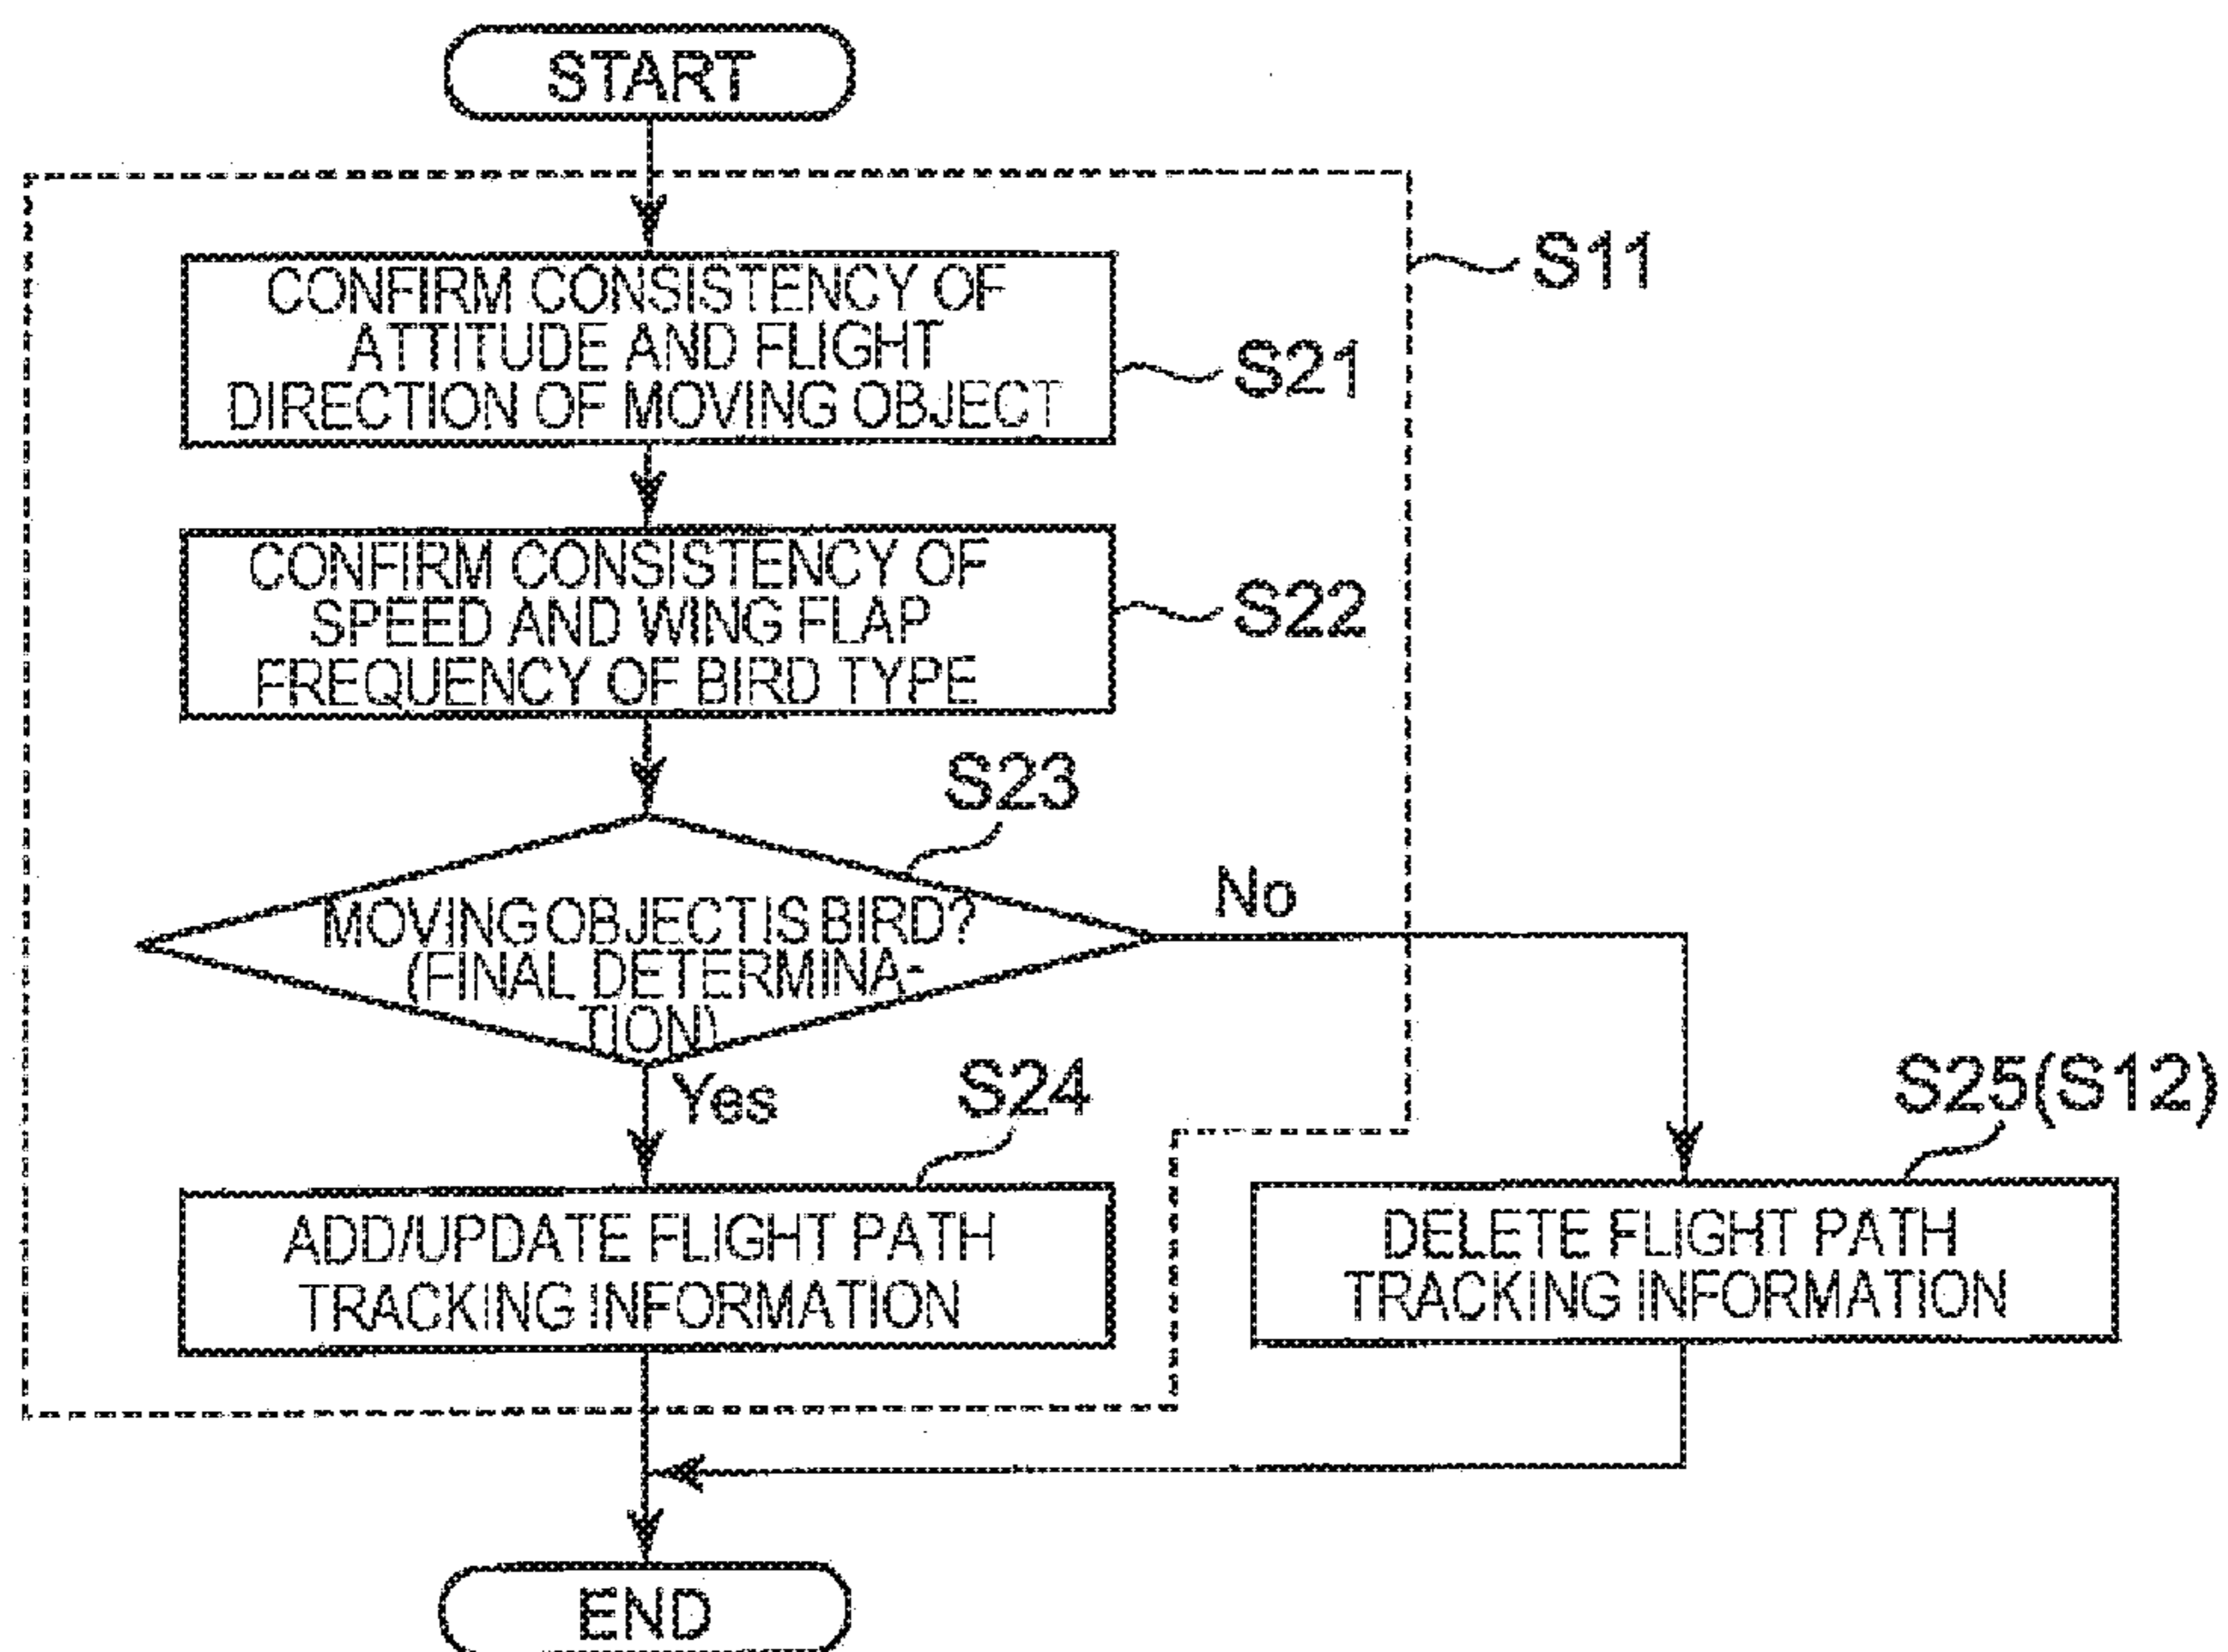 START
S11
CONFIRM CONSISTENCY OF
ATTITUDE AND FLIGHT
DIRECTION OF MOVING OBJECT
S21
CONFIRM CONSISTENCY OF
SPEED AND WING FLAP
FREQUENCY OF BIRD TYPE
S22
S23
MOVING OBJECT IS BIRD?
(FINAL DETERMINA-
TION)
No
Yes
S24
ADD/UPDATE FLIGHT PATH
TRACKING INFORMATION
S25(S12)
DELETE FLIGHT PATH
TRACKING INFORMATION
END